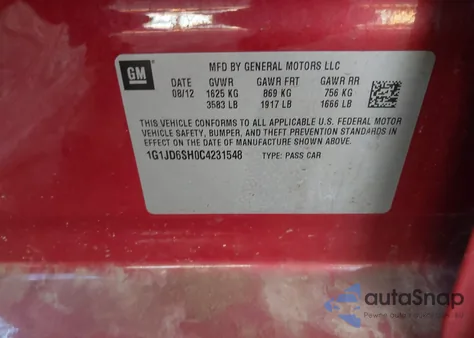 GM
MFD BY GENERAL MOTORS LLC
DATE GVWR GAWR FRT GAWR RR
08/12 1625 KG 869 KG 756 KG
3583 LB 1917 LB 1666 LB
THIS VEHICLE CONFORMS TO ALL APPLICABLE U.S. FEDERAL MOTOR
VEHICLE SAFETY, BUMPER, AND THEFT PREVENTION STANDARDS IN
EFFECT ON THE DATE OF MANUFACTURE SHOWN ABOVE.
1G1JD6SH0C4231548 TYPE: PASS CAR
autoSnap